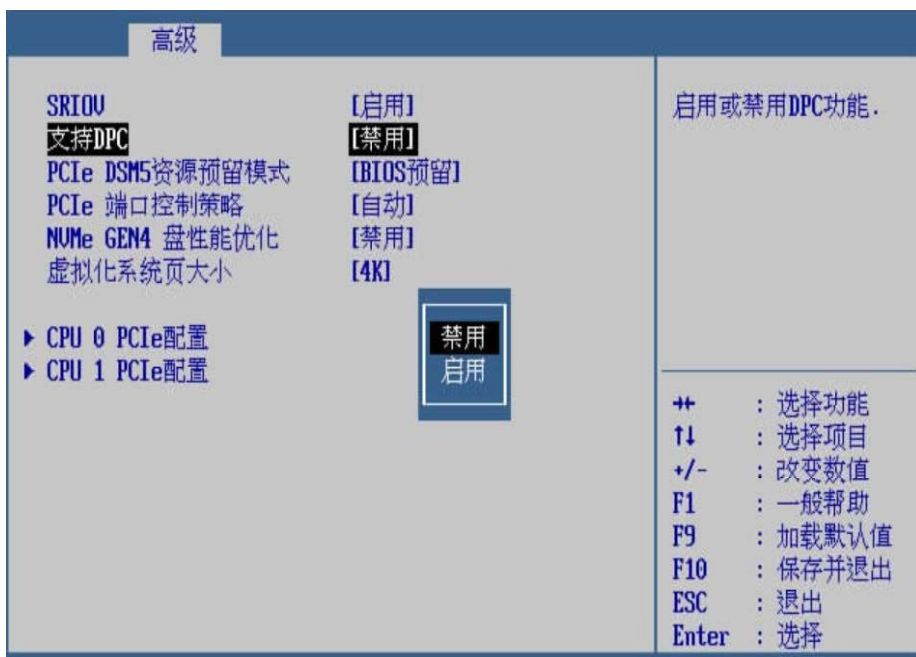 高级
SRIOV [启用]
支持DPC [禁用]
PCIe DSM5资源预留模式 [BIOS预留]
PCIe 端口控制策略 [自动]
NVMe GEN4 盘性能优化 [禁用]
虚拟化系统页大小 [4K]
▶ CPU 0 PCIe配置
▶ CPU 1 PCIe配置
禁用
启用
启用或禁用DPC功能.
→← : 选择功能
↑↓ : 选择项目
+/- : 改变数值
F1 : 一般帮助
F9 : 加载默认值
F10 : 保存并退出
ESC : 退出
Enter : 选择